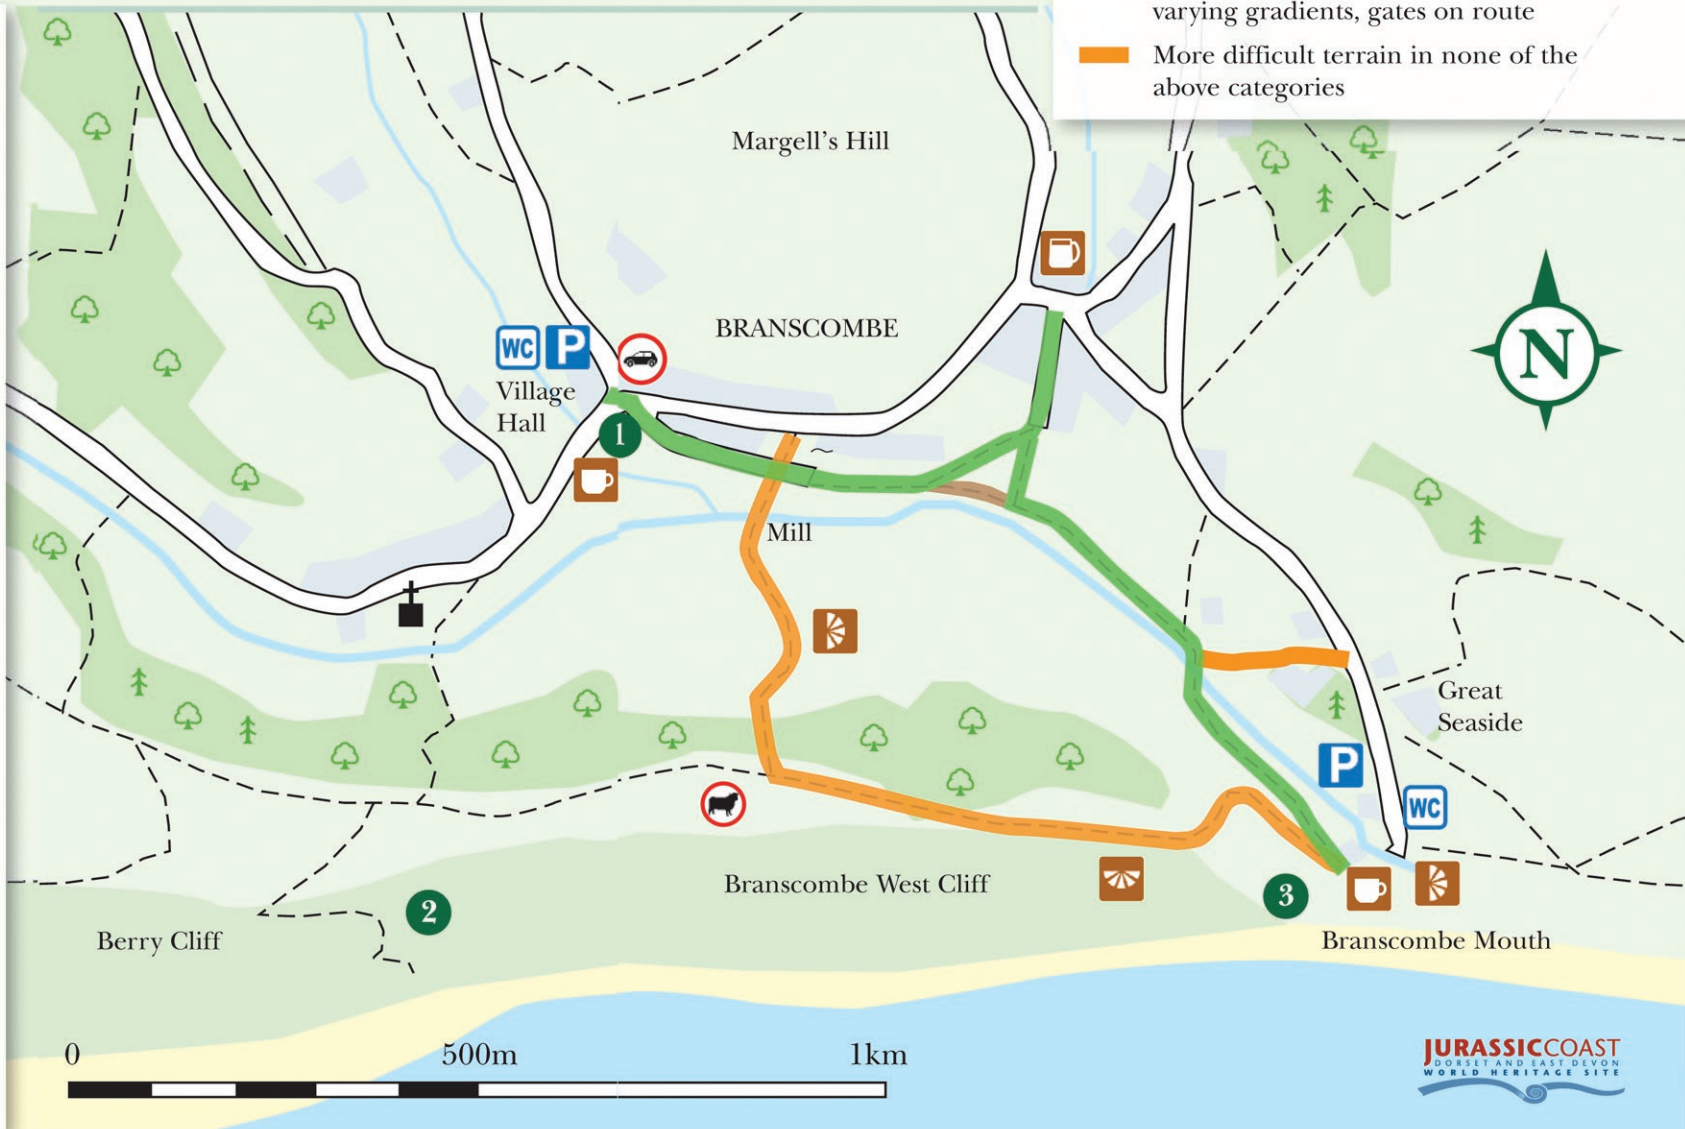 varying gradients, gates on route
More difficult terrain in none of the
above categories
Margell's Hill
BRANSCOMBE
WC
P
Village
Hall
1
Mill
N
Great
Seaside
P
WC
Branscombe West Cliff
2
3
Berry Cliff
Branscombe Mouth
0
500m
1km
JURASSICCOAST
DORSET AND EAST DEVON
WORLD HERITAGE SITE